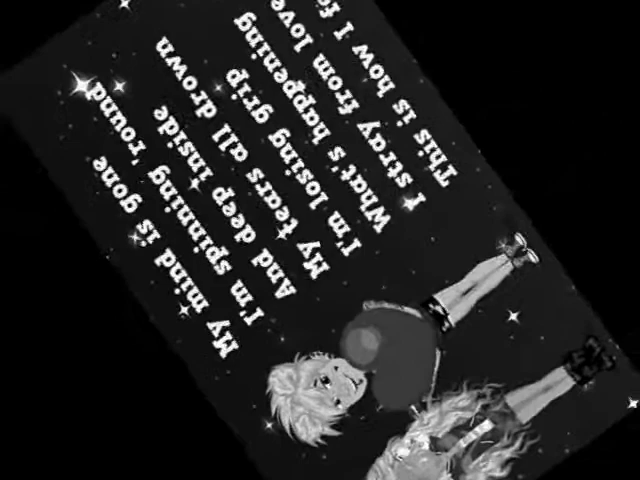 My mind is gone
I'm spinning 'round
And deep inside
My tears all drown
I'm losing grip
What's happening
I stray from love
This is how I fe